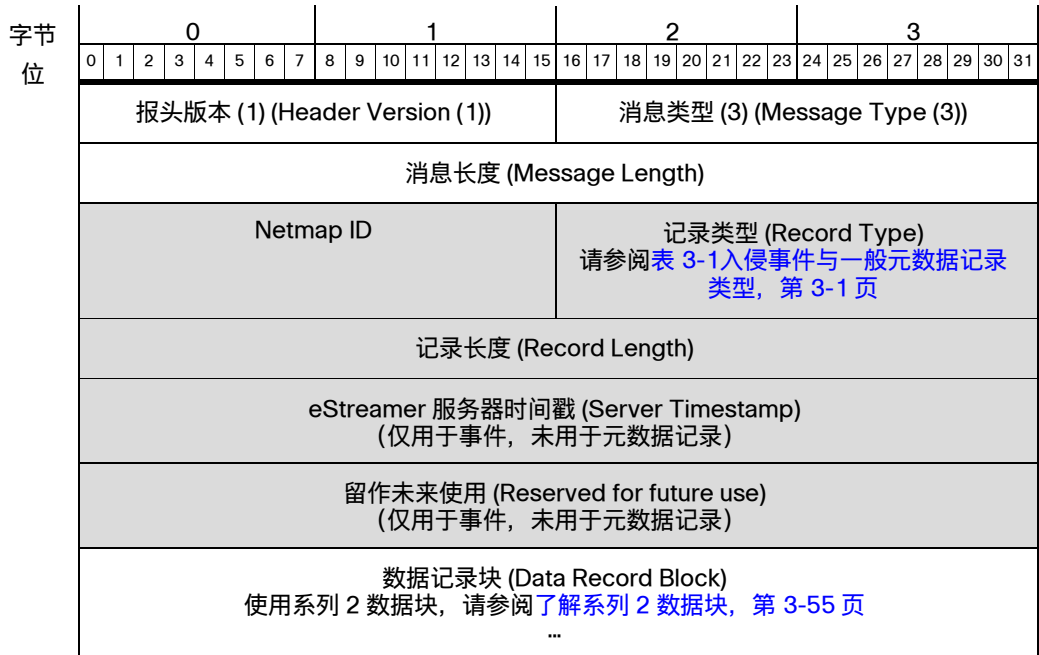 字节 0 1 2 3
位 0 1 2 3 4 5 6 7 8 9 10 11 12 13 14 15 16 17 18 19 20 21 22 23 24 25 26 27 28 29 30 31
报头版本 (1) (Header Version (1)) 消息类型 (3) (Message Type (3))
消息长度 (Message Length)
Netmap ID 记录类型 (Record Type)
请参阅表 3-1入侵事件与一般元数据记录
类型，第 3-1 页
记录长度 (Record Length)
eStreamer 服务器时间戳 (Server Timestamp)
（仅用于事件，未用于元数据记录）
留作未来使用 (Reserved for future use)
（仅用于事件，未用于元数据记录）
数据记录块 (Data Record Block)
使用系列 2 数据块，请参阅了解系列 2 数据块，第 3-55 页
...